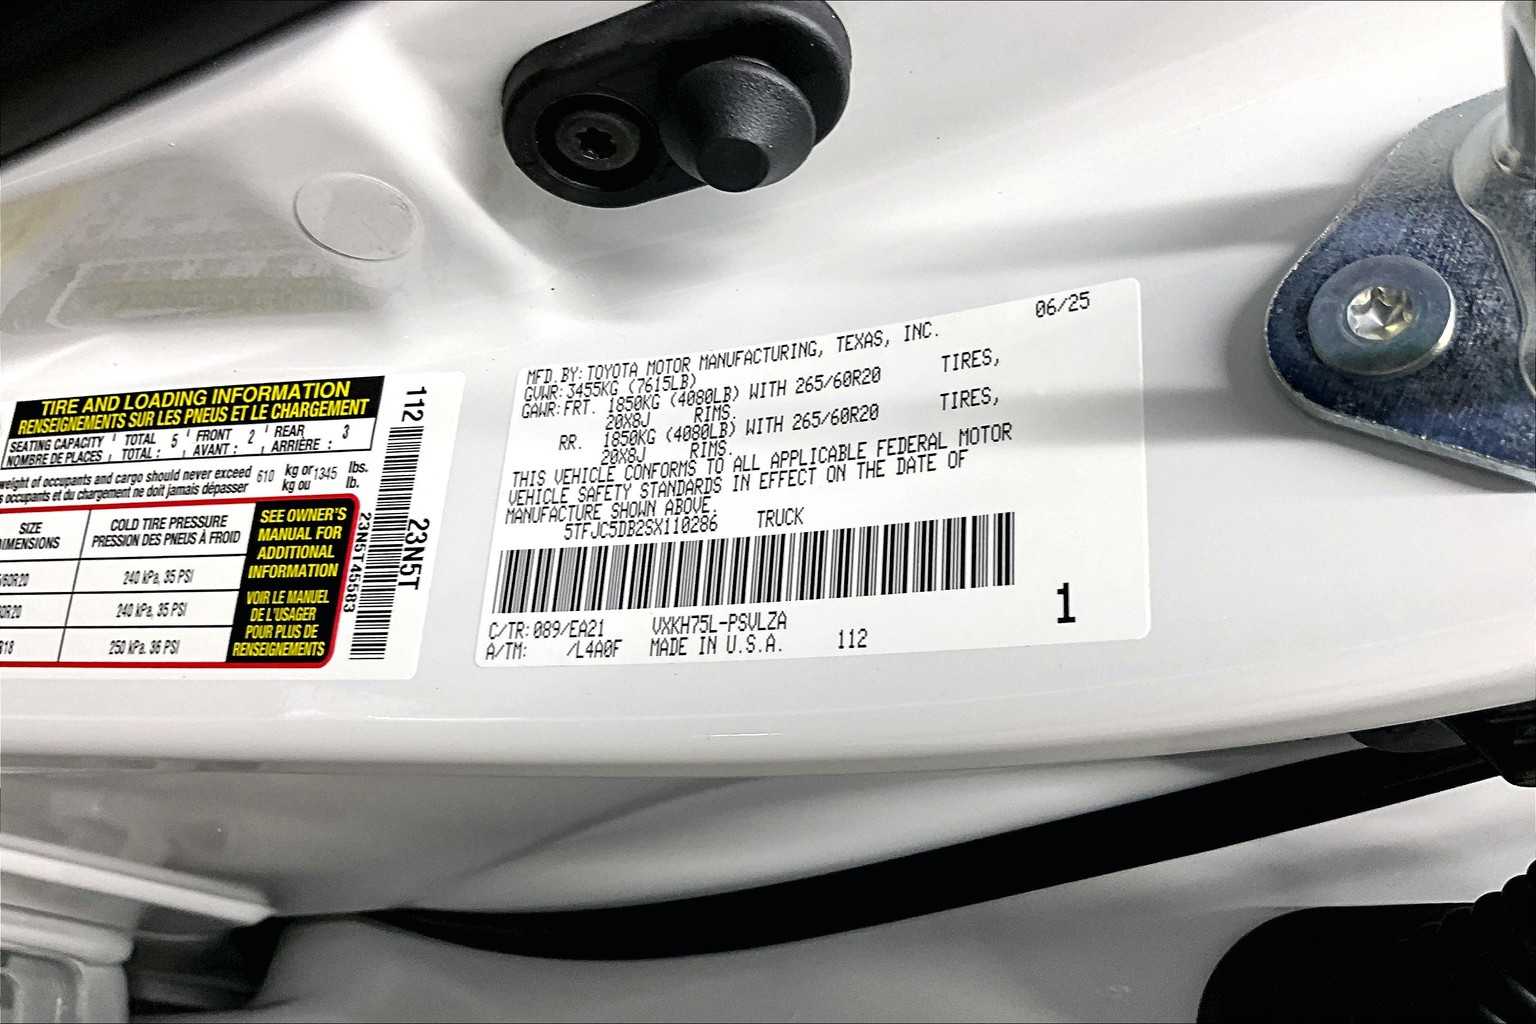 TIRE AND LOADING INFORMATION
RENSEIGNEMENTS SUR LES PNEUS ET LE CHARGEMENT
SEATING CAPACITY TOTAL 5 FRONT 2 REAR 3
NOMBRE DE PLACES TOTAL : AVANT : ARRIÈRE :
weight of occupants and cargo should never exceed 610 kg or 1345 lbs.
occupants et du chargement ne doit jamais dépasser kg ou lb.
SIZE COLD TIRE PRESSURE
PRESSION DES PNEUS À FROID
240 kPa, 35 PSI
240 kPa, 35 PSI
250 kPa, 36 PSI
SEE OWNER'S
MANUAL FOR
ADDITIONAL
INFORMATION
VOIR LE MANUEL
DE L'USAGER
POUR PLUS DE
RENSEIGNEMENTS
112
23N5T
23N5T45583
06/25
MFD BY: TOYOTA MOTOR MANUFACTURING, TEXAS, INC.
GVWR: 3455KG (7615LB)
GAWR: FRT. 1850KG (4080LB) WITH 265/60R20 TIRES,
20X8J RIMS.
RR. 1850KG (4080LB) WITH 265/60R20 TIRES,
20X8J RIMS.
THIS VEHICLE CONFORMS TO ALL APPLICABLE FEDERAL MOTOR
VEHICLE SAFETY STANDARDS IN EFFECT ON THE DATE OF
MANUFACTURE SHOWN ABOVE.
5TFJC5DB2SX110286 TRUCK
C/TR: 089/EA21 VXKH75L-PSVLZA
A/TM: /L4A0F MADE IN U.S.A. 112
1